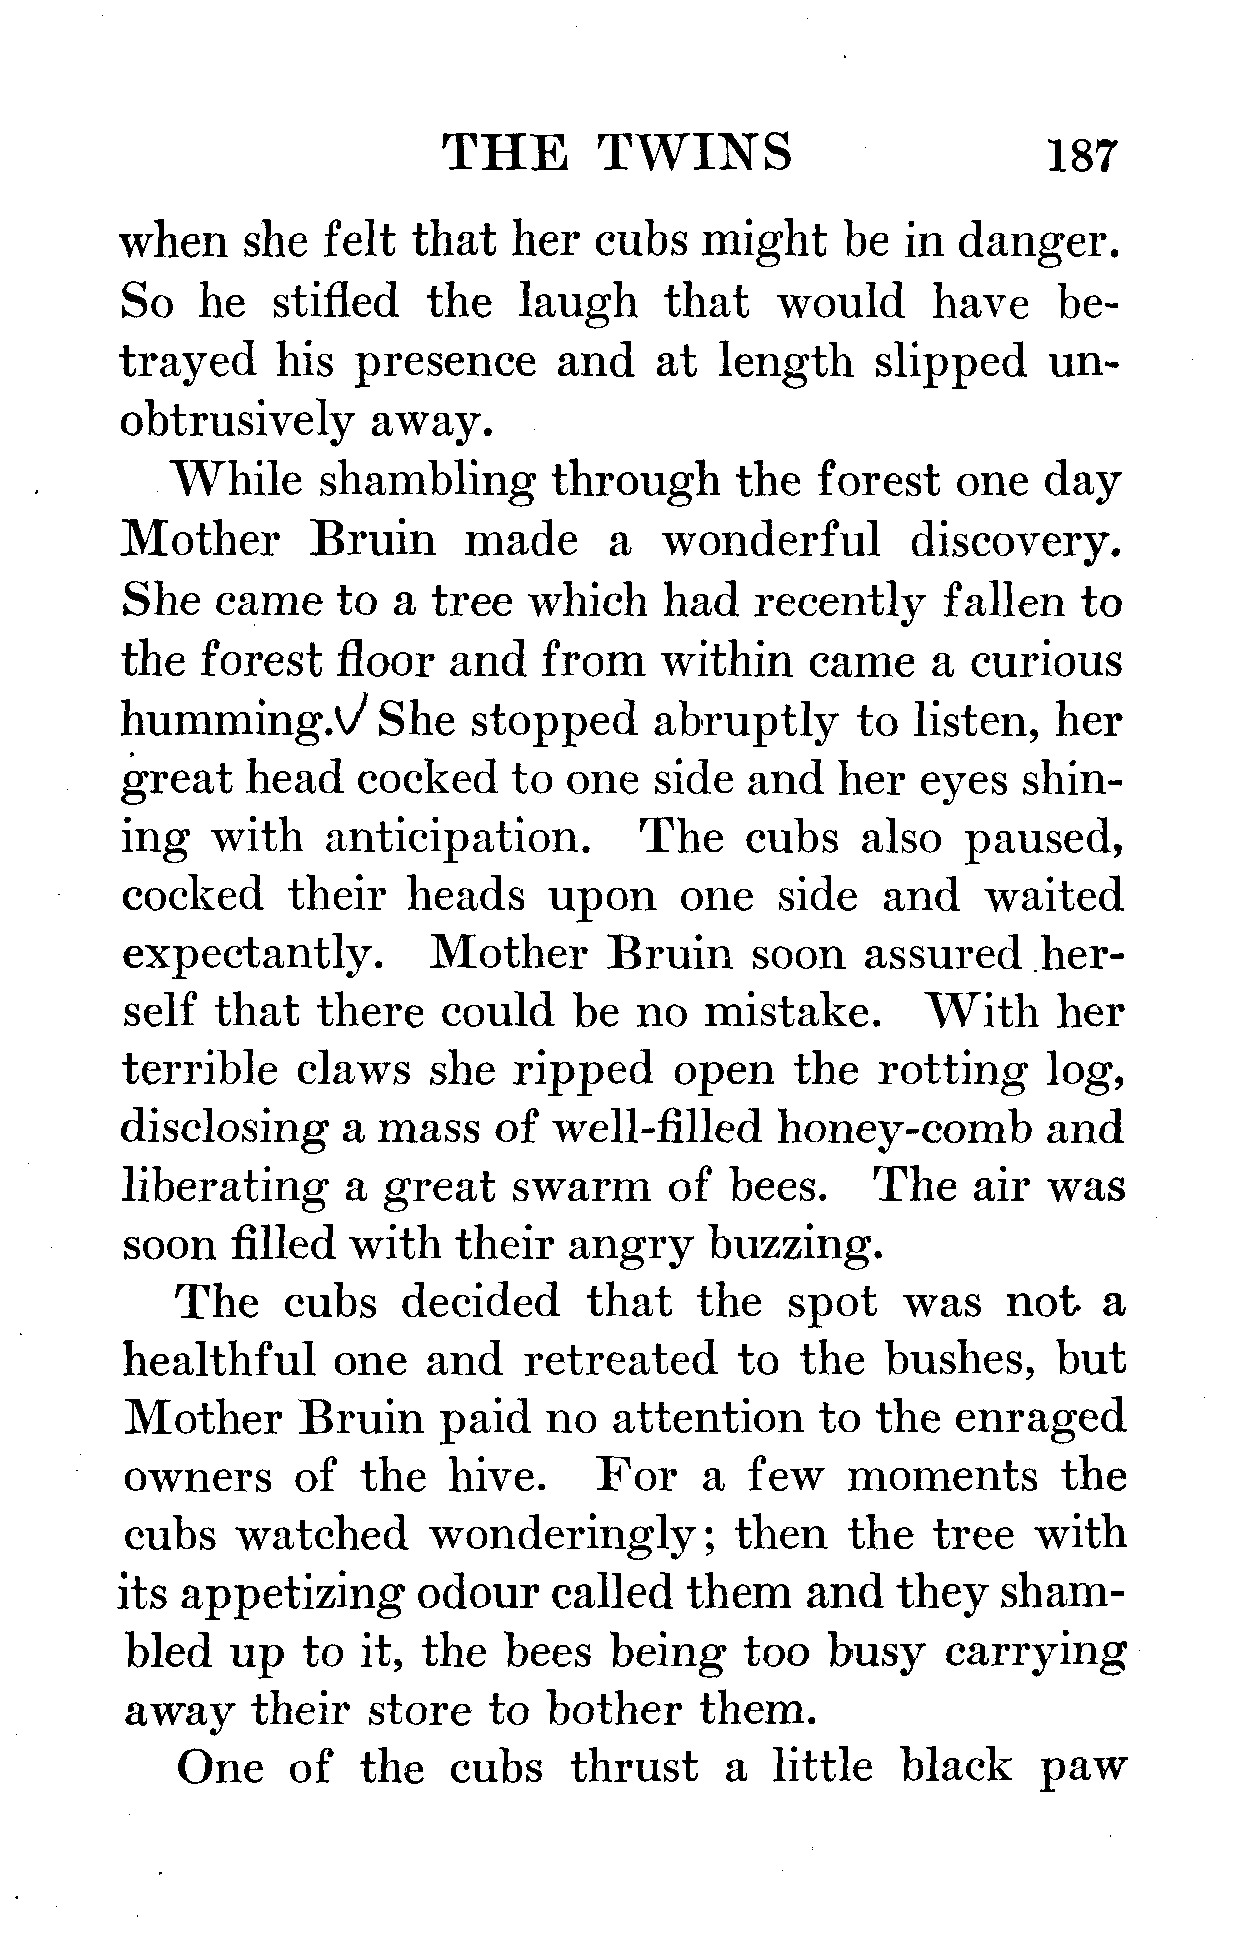 THE TWINS 187
when she felt that her cubs might be in danger.
So he stifled the laugh that would have be-
trayed his presence and at length slipped un-
obtrusively away.
While shambling through the forest one day
Mother Bruin made a wonderful discovery.
She came to a tree which had recently fallen to
the forest floor and from within came a curious
humming.√ She stopped abruptly to listen, her
great head cocked to one side and her eyes shin-
ing with anticipation. The cubs also paused,
cocked their heads upon one side and waited
expectantly. Mother Bruin soon assured her-
self that there could be no mistake. With her
terrible claws she ripped open the rotting log,
disclosing a mass of well-filled honey-comb and
liberating a great swarm of bees. The air was
soon filled with their angry buzzing.
The cubs decided that the spot was not a
healthful one and retreated to the bushes, but
Mother Bruin paid no attention to the enraged
owners of the hive. For a few moments the
cubs watched wonderingly; then the tree with
its appetizing odour called them and they sham-
bled up to it, the bees being too busy carrying
away their store to bother them.
One of the cubs thrust a little black paw